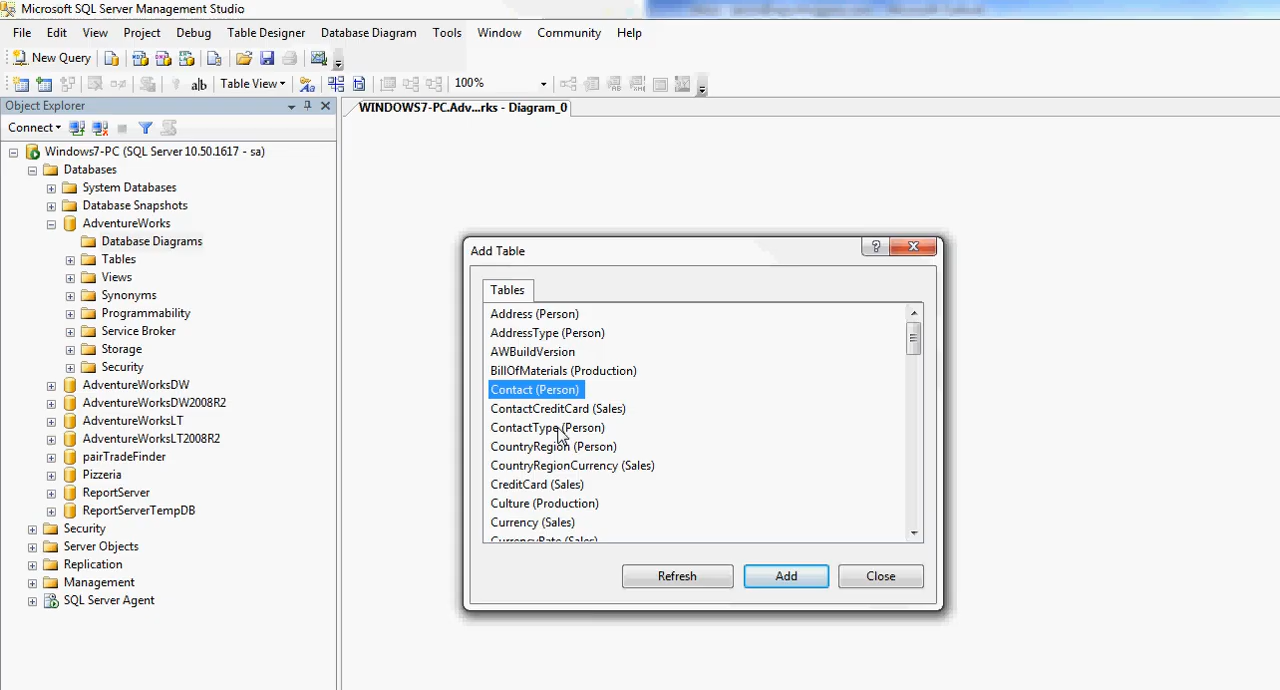 Microsoft SQL Server Management Studio
File Edit View Project Debug Table Designer Database Diagram Tools Window Community Help
New Query
ab Table View 100%
Object Explorer
WINDOWS7-PC.Adv...rks - Diagram_0
Connect
Windows7-PC (SQL Server 10.50.1617 - sa)
Databases
System Databases
Database Snapshots
AdventureWorks
Database Diagrams
Tables
Views
Synonyms
Programmability
Service Broker
Storage
Security
AdventureWorksDW
AdventureWorksDW2008R2
AdventureWorksLT
AdventureWorksLT2008R2
pairTradeFinder
Pizzeria
ReportServer
ReportServerTempDB
Security
Server Objects
Replication
Management
SQL Server Agent
Add Table
Tables
Address (Person)
AddressType (Person)
AWBuildVersion
BillOfMaterials (Production)
Contact (Person)
ContactCreditCard (Sales)
ContactType (Person)
CountryRegion (Person)
CountryRegionCurrency (Sales)
CreditCard (Sales)
Culture (Production)
Currency (Sales)
CurrencyRate (Sales)
Refresh Add Close